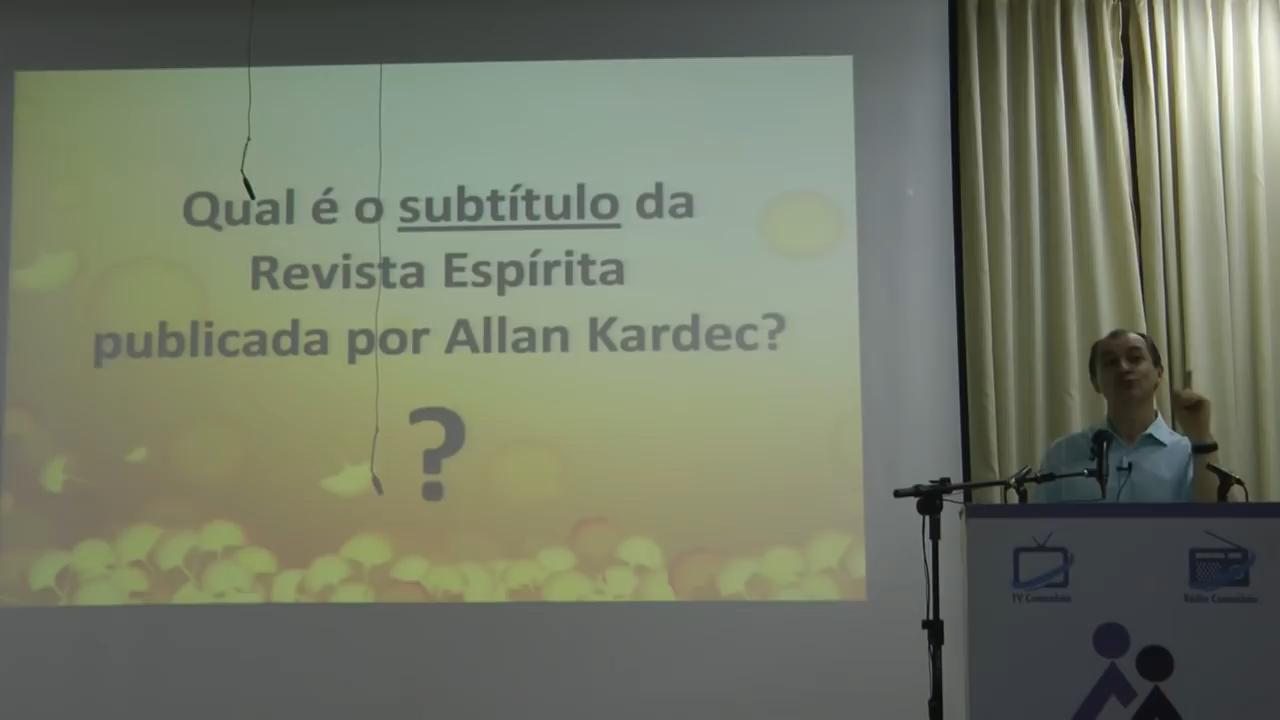 Qual é o subtítulo da
Revista Espírita
publicada por Allan Kardec?
?